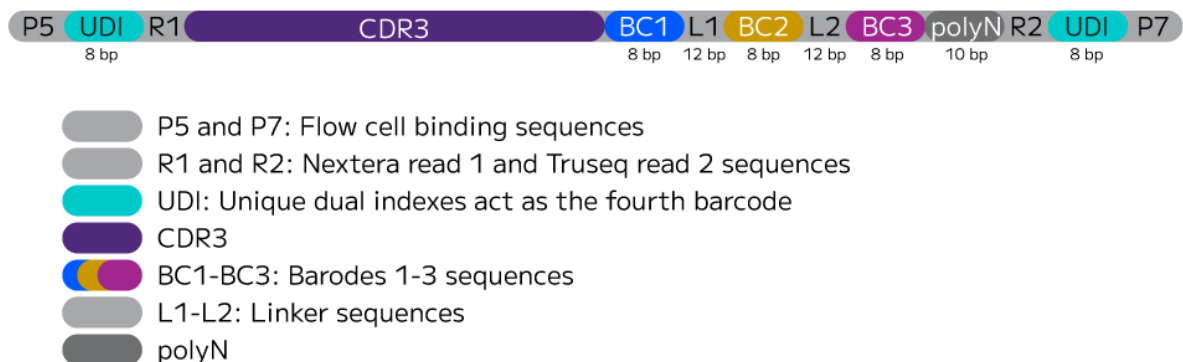 P5 UDI R1 CDR3 BC1 L1 BC2 L2 BC3 polyN R2 UDI P7
8 bp 8 bp 12 bp 8 bp 12 bp 8 bp 10 bp 8 bp
P5 and P7: Flow cell binding sequences
R1 and R2: Nextera read 1 and Truseq read 2 sequences
UDI: Unique dual indexes act as the fourth barcode
CDR3
BC1-BC3: Barodes 1-3 sequences
L1-L2: Linker sequences
polyN